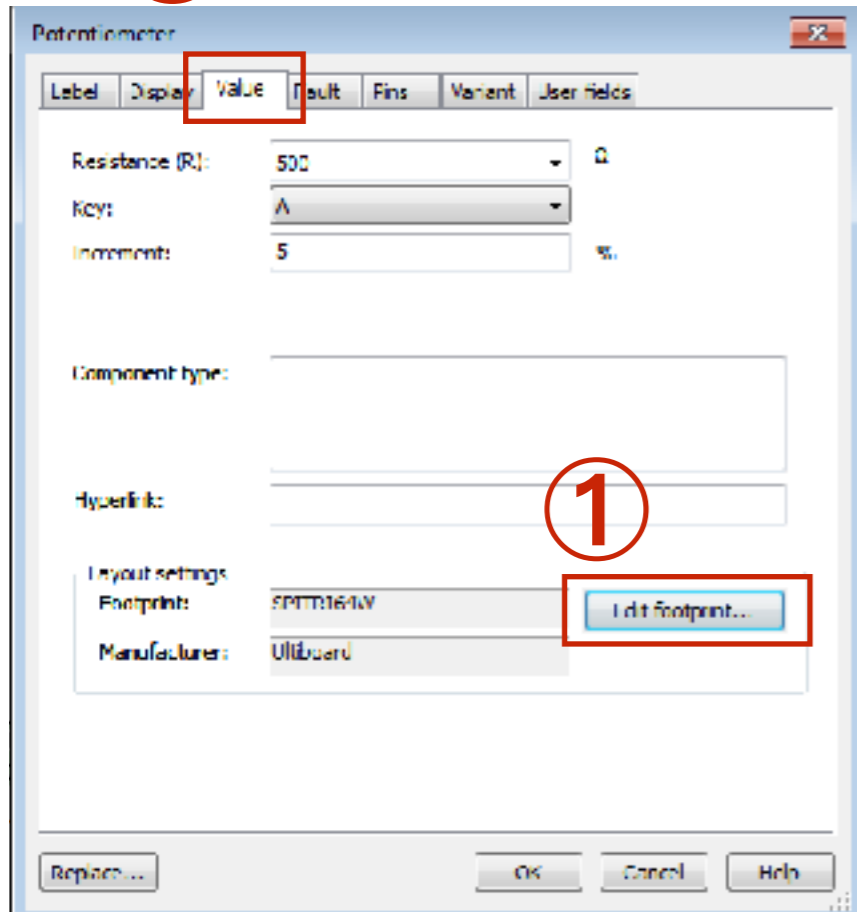 Potentiometer
Label Display Value Fault Pins Variant User fields
Resistance (R): 500 Ω
Key: A
Increment: 5 %
Component type:
Hyperlink:
①
Layout settings
Footprint: Edit footprint...
Manufacturer: Ultiboard
Replace... OK Cancel Help